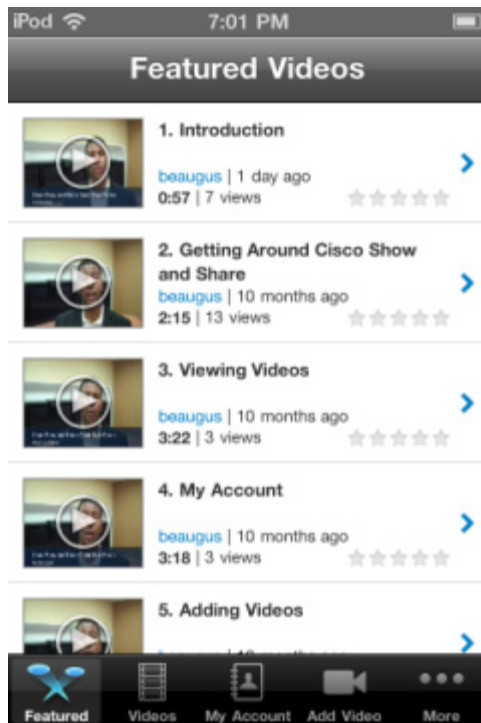 iPod 7:01 PM
Featured Videos
1. Introduction
beaugus | 1 day ago
0:57 | 7 views
2. Getting Around Cisco Show
and Share
beaugus | 10 months ago
2:15 | 13 views
3. Viewing Videos
beaugus | 10 months ago
3:22 | 3 views
4. My Account
beaugus | 10 months ago
3:18 | 3 views
5. Adding Videos
Featured Videos My Account Add Video More